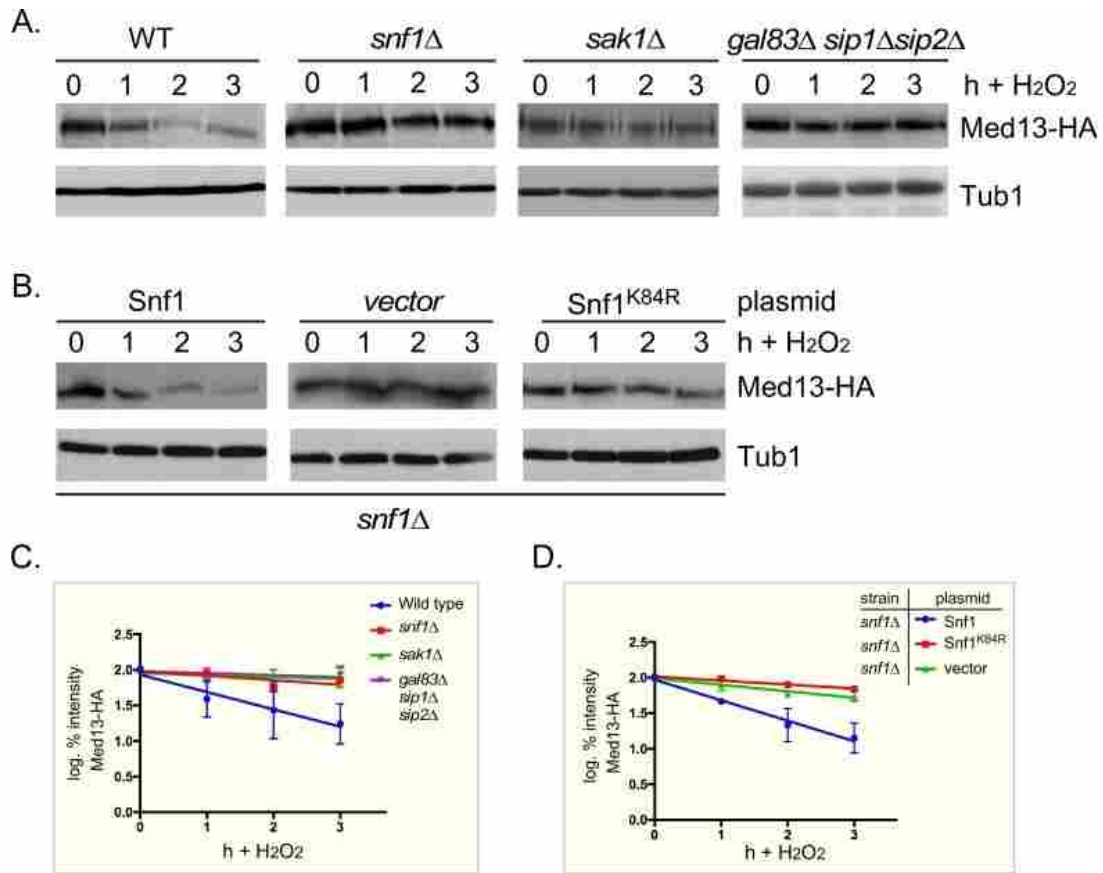 A.
WT snf1Δ sak1Δ gal83Δ sip1Δsip2Δ
0 1 2 3 0 1 2 3 0 1 2 3 0 1 2 3 h + H2O2
Med13-HA
Tub1
B.
Snf1 vector Snf1K84R plasmid
0 1 2 3 0 1 2 3 0 1 2 3 h + H2O2
Med13-HA
Tub1
snf1Δ
C.
Wild type
snf1Δ
sak1Δ
gal83Δ
sip1Δ
sip2Δ
log. % intensity
Med13-HA
2.5
2.0
1.5
1.0
0.5
0.0
0 1 2 3
h + H2O2
D.
strain plasmid
snf1Δ Snf1
snf1Δ Snf1K84R
snf1Δ vector
log. % intensity
Med13-HA
2.5
2.0
1.5
1.0
0.5
0.0
0 1 2 3
h + H2O2